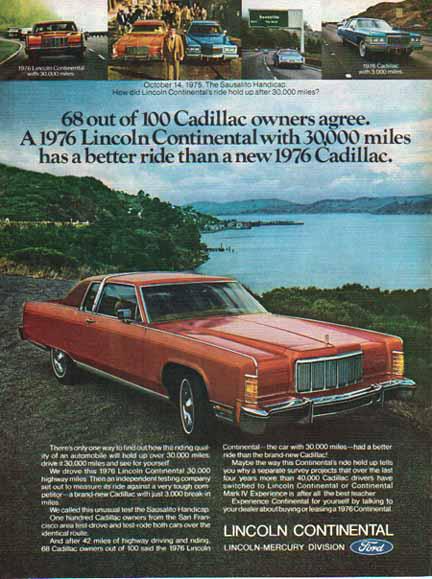 1976 Lincoln Continental
with 30,000 miles.
Sausalito
1976 Cadillac
with 3,000 miles.
October 14, 1975. The Sausalito Handicap:
How did Lincoln Continental's ride hold up after 30,000 miles?
68 out of 100 Cadillac owners agree.
A 1976 Lincoln Continental with 30,000 miles
has a better ride than a new 1976 Cadillac.
There's only one way to find out how the riding qual-
ity of an automobile will hold up over 30,000 miles:
drive it 30,000 miles and see for yourself.
We drove this 1976 Lincoln Continental 30,000
highway miles. Then an independent testing company
set out to measure its ride against a very tough com-
petitor—a brand-new Cadillac with just 3,000 break-in
miles.
We called this unusual test the Sausalito Handicap.
One hundred Cadillac owners from the San Fran-
cisco area test-drove and test-rode both cars over the
identical route.
And after 42 miles of highway driving and riding,
68 Cadillac owners out of 100 said the 1976 Lincoln
Continental—the car with 30,000 miles—had a better
ride than the brand-new Cadillac!
Maybe the way this Continental's ride held up tells
you why a separate survey projects that over the last
four years more than 40,000 Cadillac drivers have
switched to Lincoln Continental or Continental
Mark IV. Experience is after all the best teacher.
Experience Continental for yourself by talking to
your dealer about buying or leasing a 1976 Continental.
LINCOLN CONTINENTAL
LINCOLN-MERCURY DIVISION Ford